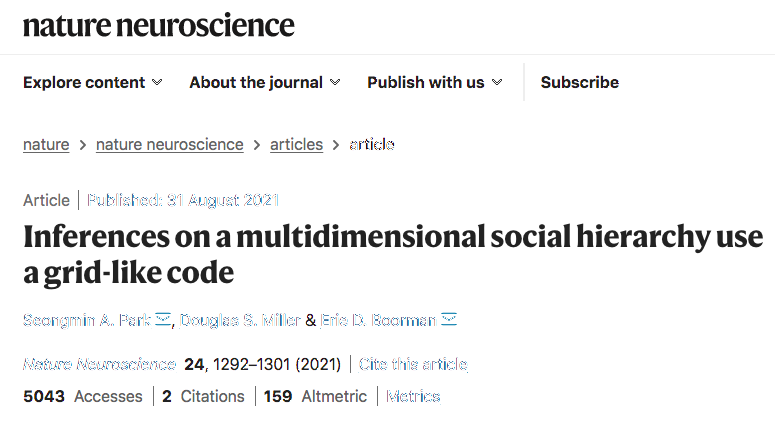 nature neuroscience
Explore content About the journal Publish with us Subscribe
nature > nature neuroscience > articles > article
Article | Published: 31 August 2021
Inferences on a multidimensional social hierarchy use
a grid-like code
Seongmin A. Park, Douglas S. Miller & Erie D. Boorman
Nature Neuroscience 24, 1292–1301 (2021) | Cite this article
5043 Accesses | 2 Citations | 159 Altmetric | Metrics